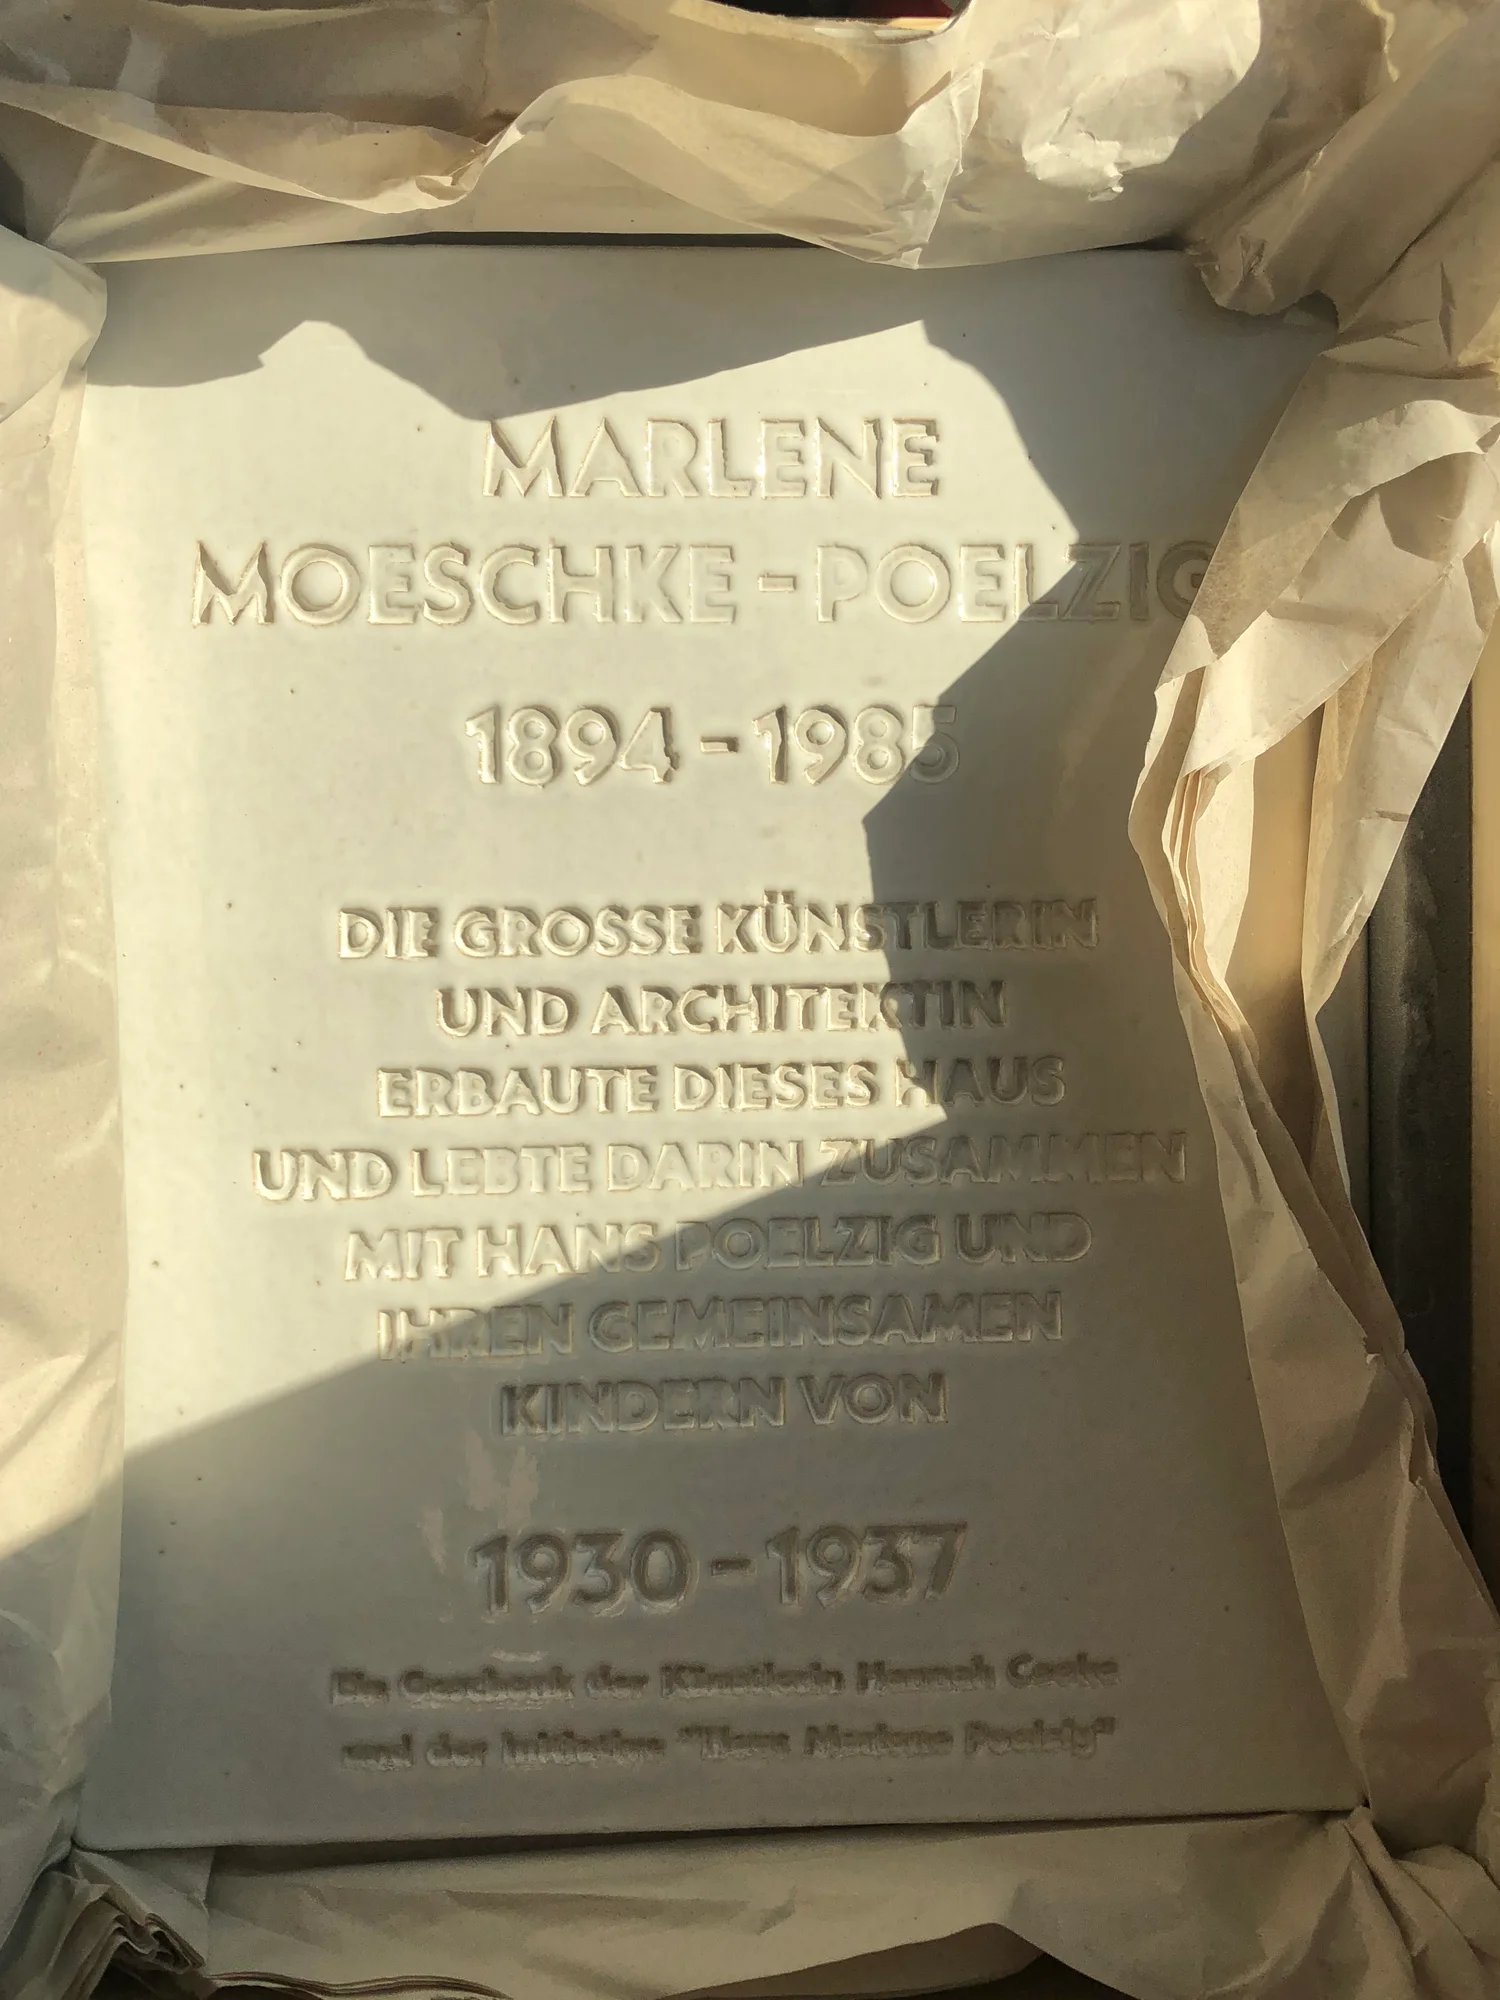 MARLENE
MOESCHKE-POELZIG
1894-1985
DIE GROSSE KÜNSTLERIN
UND ARCHITEKTIN
ERBAUTE DIESES HAUS
UND LEBTE DARIN ZUSAMMEN
MIT HANS POELZIG UND
IHREN GEMEINSAMEN
KINDERN VON
1930-1937
Ein Geschenk der Künstlerin Hannah Cooke
und der Initiative "Haus Marlene Poelzig"